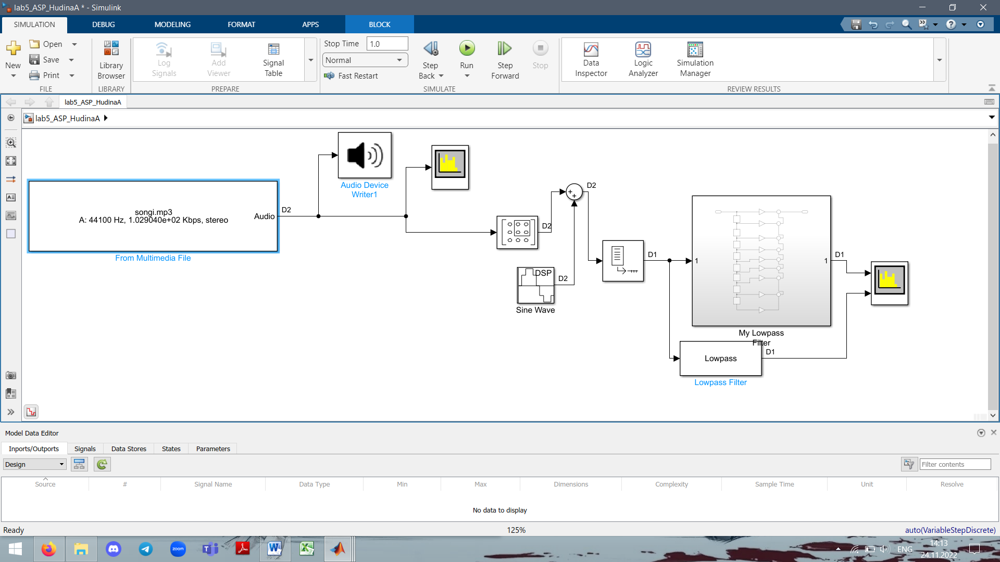 lab5_ASP_HudinaA * - Simulink
SIMULATION
DEBUG
MODELING
FORMAT
APPS
BLOCK
New
Open
Save
Print
FILE
Library
Browser
LIBRARY
Log
Signals
Add
Viewer
Signal
Table
PREPARE
Stop Time
1.0
Normal
Fast Restart
Step
Back
Run
Step
Forward
Stop
SIMULATE
Data
Inspector
Logic
Analyzer
Simulation
Manager
REVIEW RESULTS
lab5_ASP_HudinaA
lab5_ASP_HudinaA
songi.mp3
A: 44100 Hz, 1.029040e+02 Kbps, stereo
Audio
D2
From Multimedia File
Audio Device
Writer1
D2
D2
DSP
D2
Sine Wave
D1
1
1
D1
My Lowpass
Filter
Lowpass
D1
Lowpass Filter
Model Data Editor
Inports/Outports
Signals
Data Stores
States
Parameters
Design
Filter contents
Source
#
Signal Name
Data Type
Min
Max
Dimensions
Complexity
Sample Time
Unit
Resolve
No data to display
Ready
125%
auto(VariableStepDiscrete)
zoom
ENG
14:13
24.11.2022